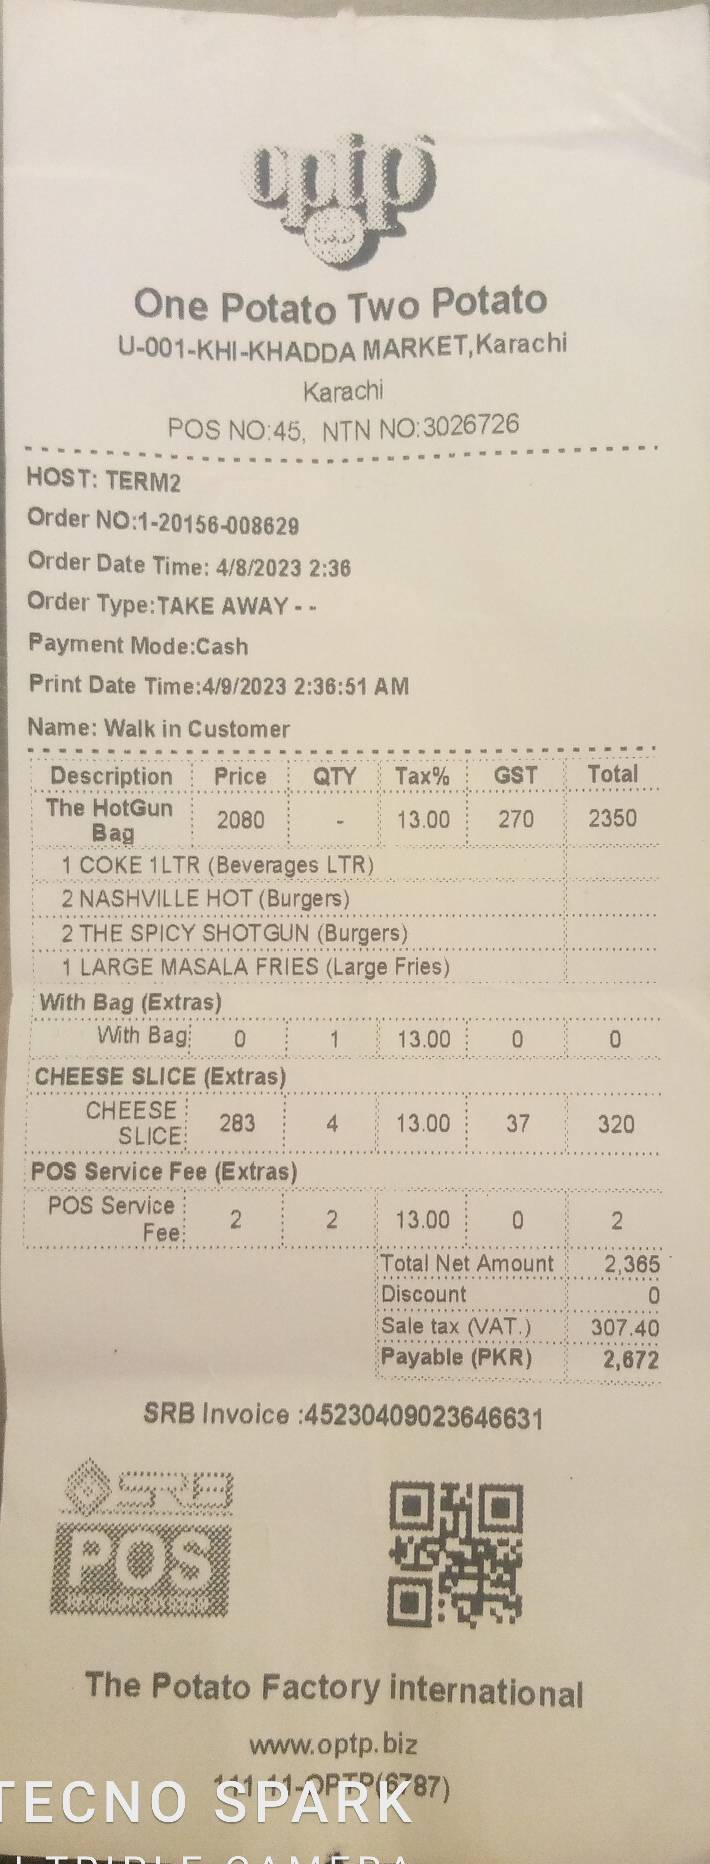 optp
One Potato Two Potato
U-001-KHI-KHADDA MARKET,Karachi
Karachi
POS NO:45, NTN NO:3026726
HOST: TERM2
Order NO:1-20156-008629
Order Date Time: 4/8/2023 2:36
Order Type:TAKE AWAY - -
Payment Mode:Cash
Print Date Time:4/9/2023 2:36:51 AM
Name: Walk in Customer
Description Price QTY Tax% GST Total
The HotGun Bag 2080 - 13.00 270 2350
1 COKE 1LTR (Beverages LTR)
2 NASHVILLE HOT (Burgers)
2 THE SPICY SHOTGUN (Burgers)
1 LARGE MASALA FRIES (Large Fries)
With Bag (Extras)
With Bag: 0 1 13.00 0 0
CHEESE SLICE (Extras)
CHEESE SLICE: 283 4 13.00 37 320
POS Service Fee (Extras)
POS Service Fee: 2 2 13.00 0 2
Total Net Amount 2,365
Discount 0
Sale tax (VAT.) 307.40
Payable (PKR) 2,672
SRB Invoice :45230409023646631
SRB
POS
The Potato Factory international
www.optp.biz
111-11-OPTP(6787)
TECNO SPARK
TRIPLE CAMERA